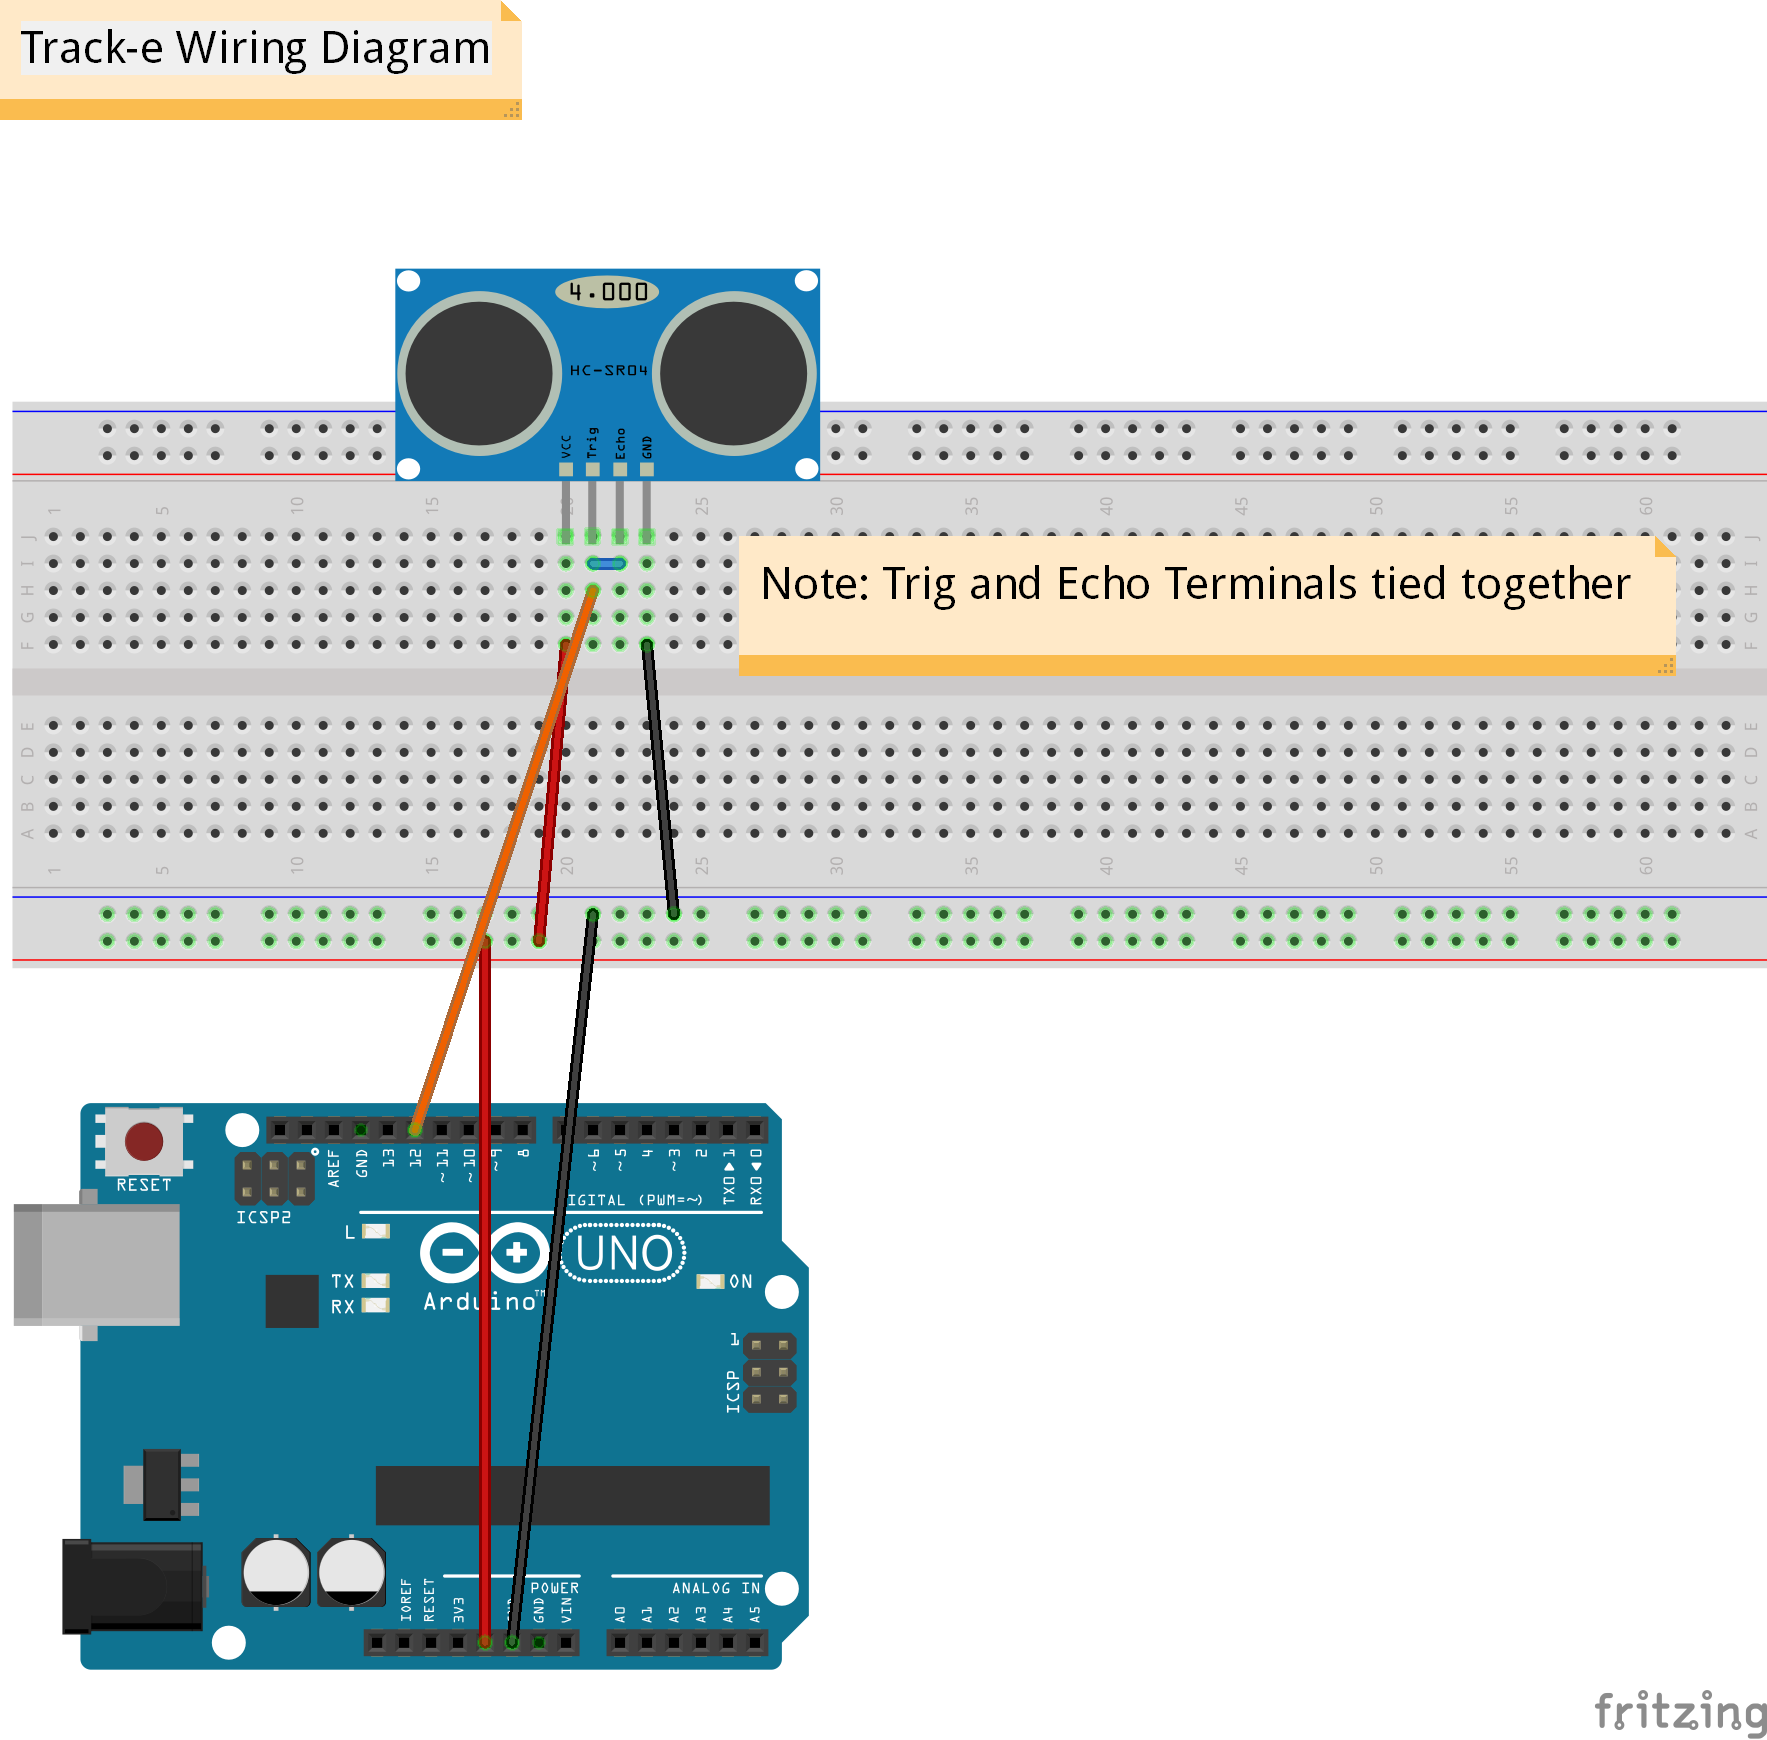 Track-e Wiring Diagram
4.000
HC-SR04
VCC Trig Echo GND
1 5 10 15 20 25 30 35 40 45 50 55 60
J J
I I
H H
G G
F F
Note: Trig and Echo Terminals tied together
E E
D D
C C
B B
A A
1 5 10 15 20 25 30 35 40 45 50 55 60
RESET
ICSP2
AREF GND 13 12 ~11 ~10 ~9 8 ~6 ~5 4 ~3 2 TX0▶1 RX0◀0
IGITAL (PWM=~)
L
TX
RX
UNO
ON
Arduino™
1
ICSP
POWER
ANALOG IN
IOREF RESET 3V3 GND VIN A0 A1 A2 A3 A4 A5
fritzing